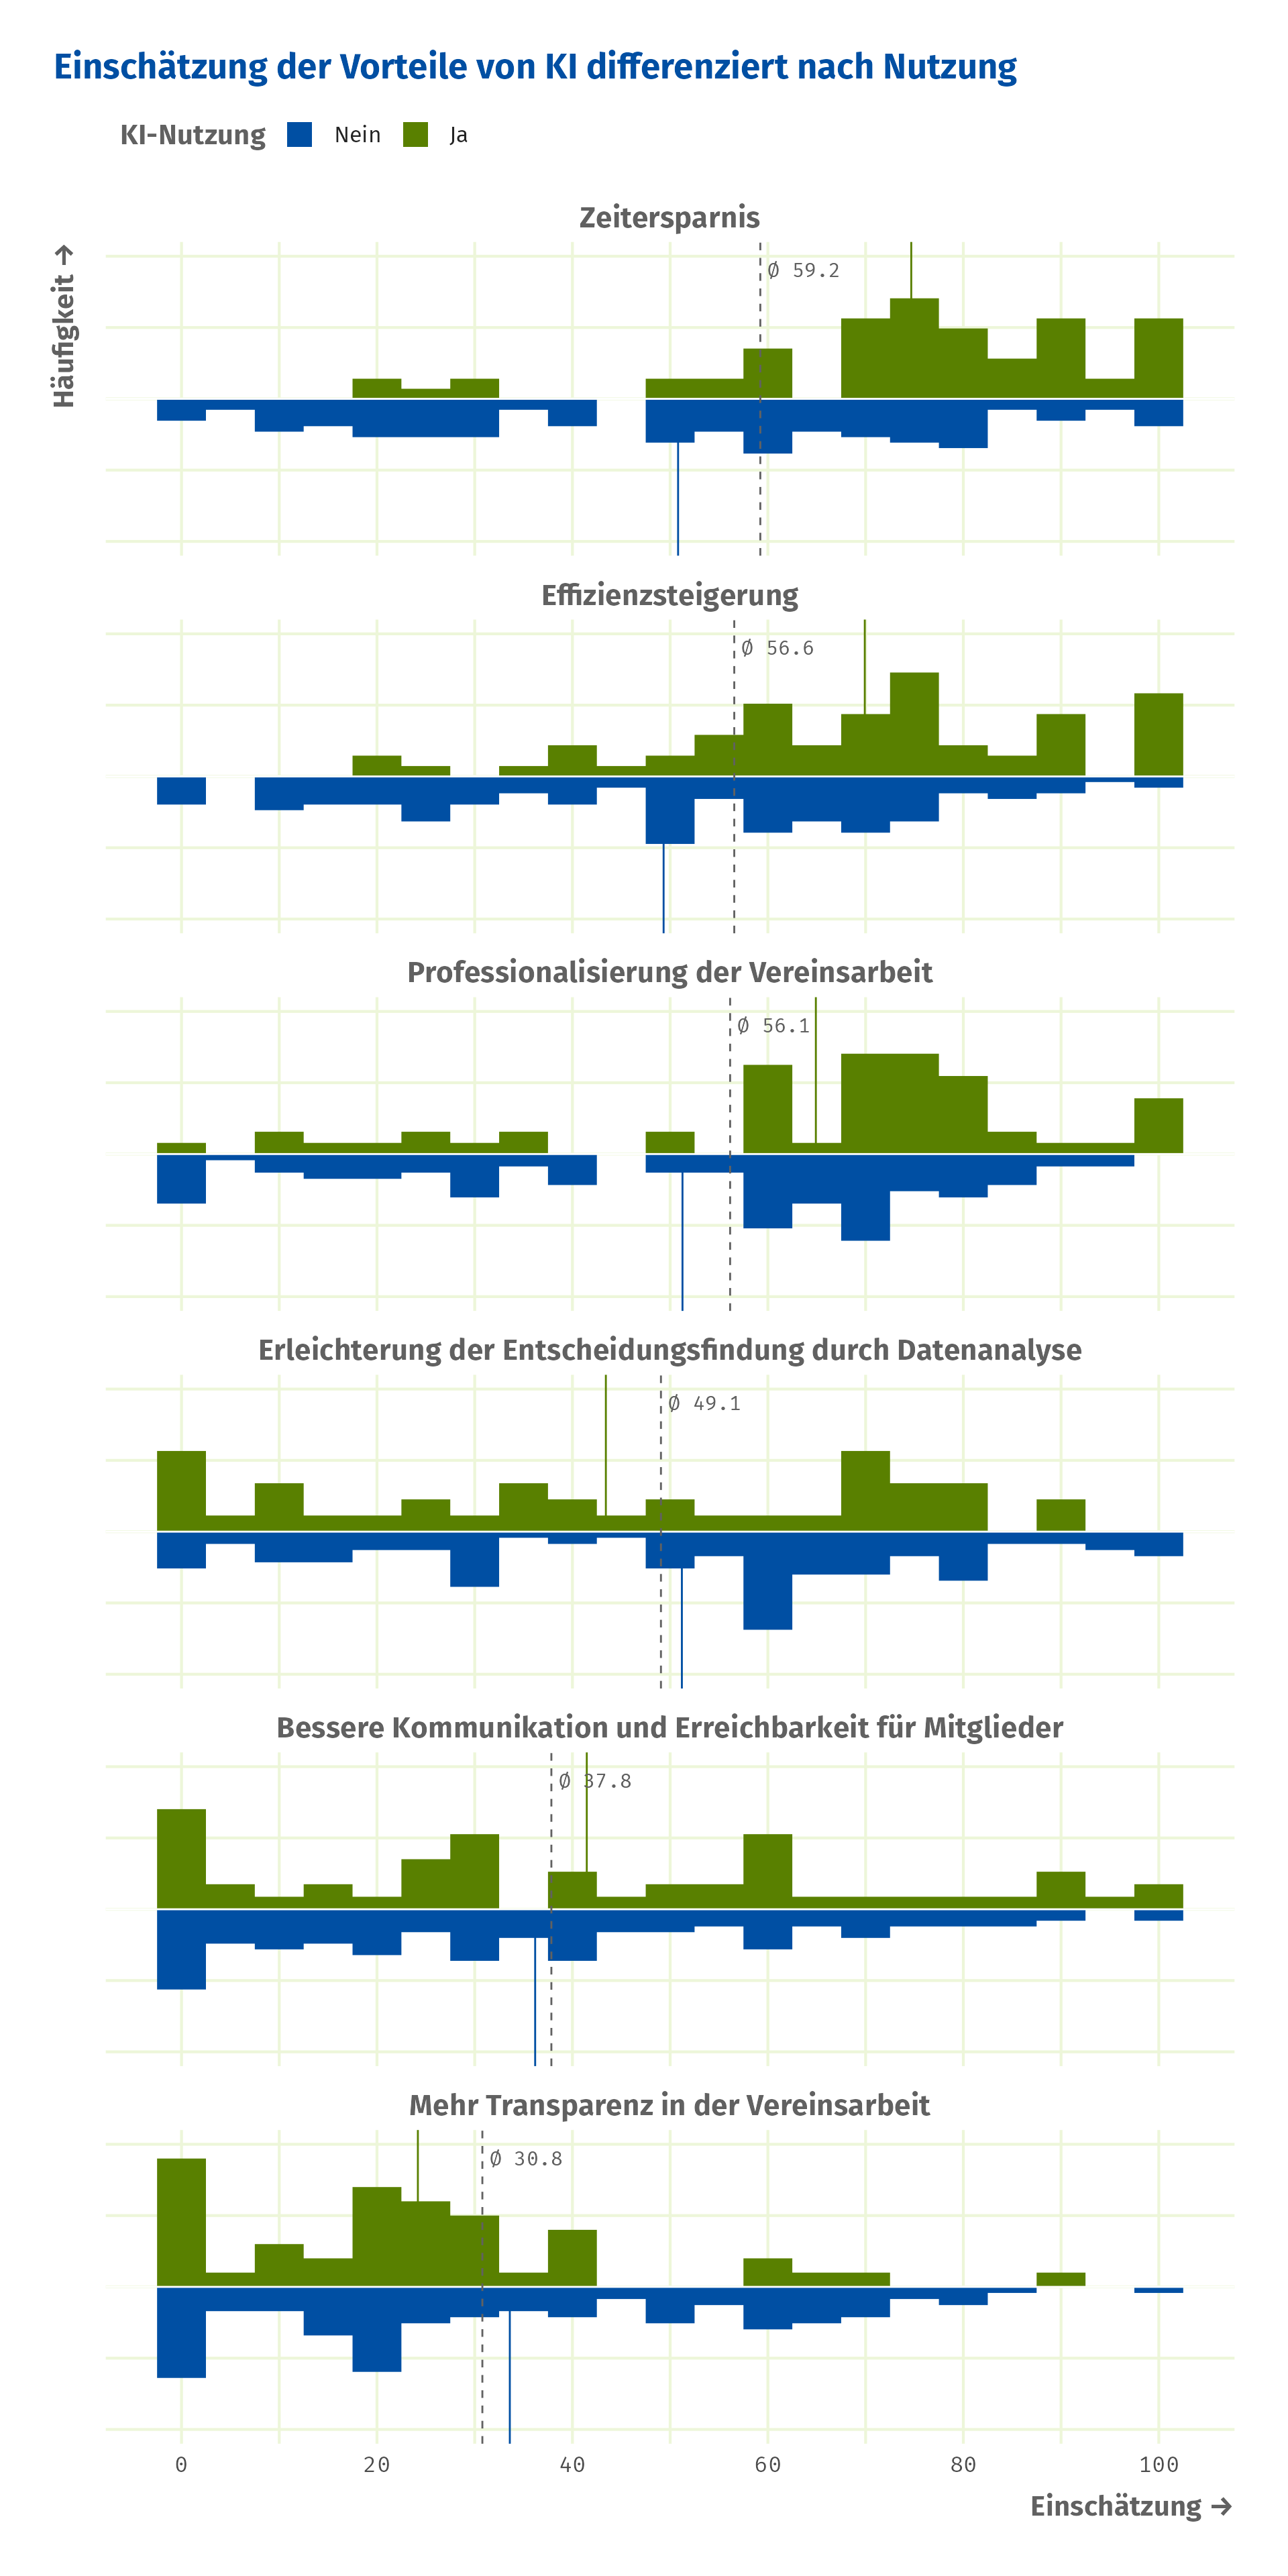 Einschätzung der Vorteile von KI differenziert nach Nutzung
KI-Nutzung Nein Ja
Häufigkeit →
Zeitersparnis
Ø 59.2
Effizienzsteigerung
Ø 56.6
Professionalisierung der Vereinsarbeit
Ø 56.1
Erleichterung der Entscheidungsfindung durch Datenanalyse
Ø 49.1
Bessere Kommunikation und Erreichbarkeit für Mitglieder
Ø 37.8
Mehr Transparenz in der Vereinsarbeit
Ø 30.8
0 20 40 60 80 100
Einschätzung →